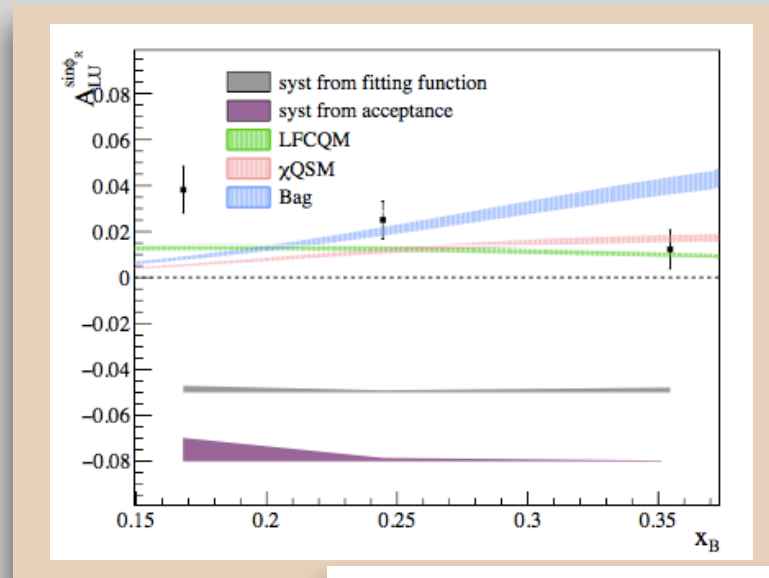 A_LU^sinφ_R
syst from fitting function
syst from acceptance
LFCQM
χQSM
Bag
0.08
0.06
0.04
0.02
0
−0.02
−0.04
−0.06
−0.08
0.15 0.2 0.25 0.3 0.35
x_B